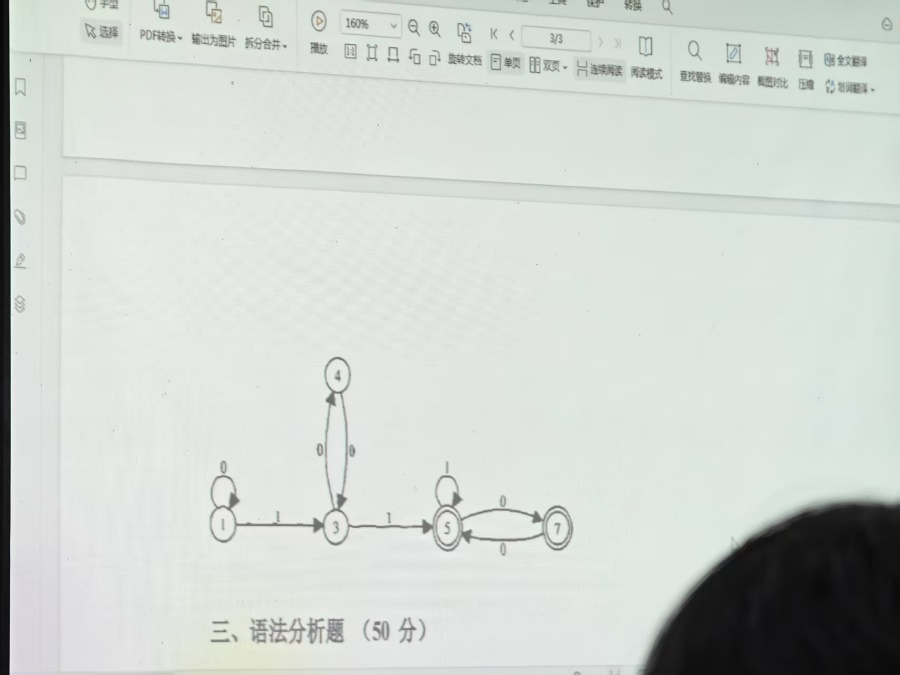 手型
转换
选择
PDF转换
输出为图片
拆分合并
播放
160%
3/3
旋转文档
单页
双页
连续阅读
阅读模式
查找替换
编辑内容
截图对比
压缩
全文翻译
划词翻译
4
0 0
0 1 0
1 1 3 1 5 7
0
三、语法分析题 （50 分）